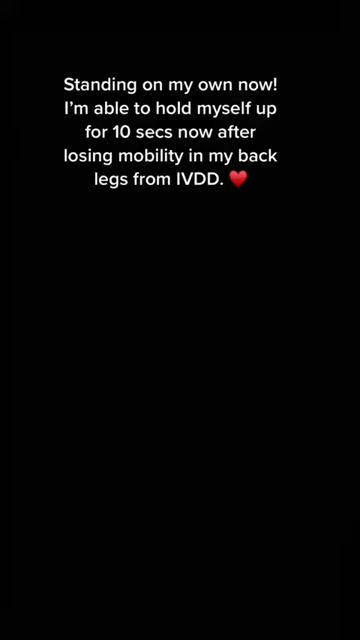 Standing on my own now!
I’m able to hold myself up
for 10 secs now after
losing mobility in my back
legs from IVDD. ♥️